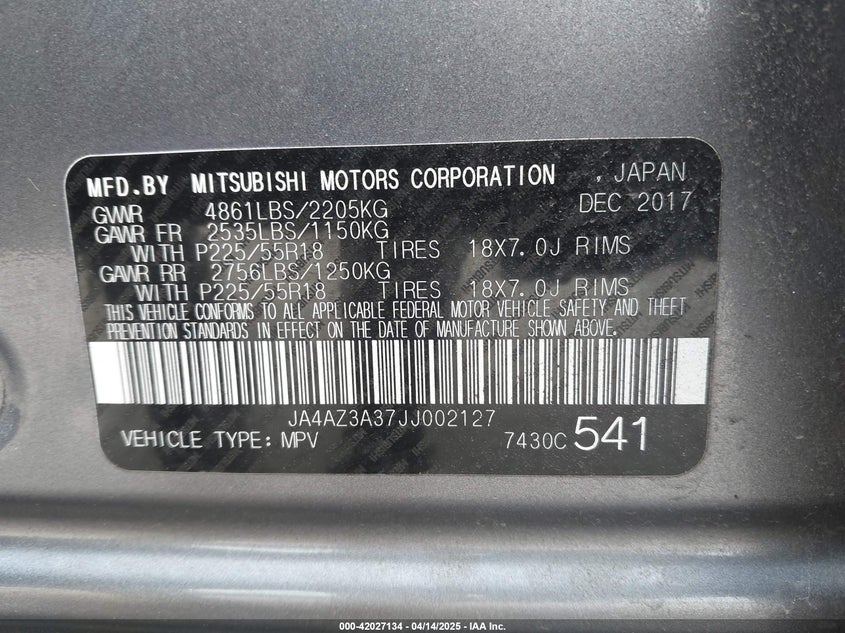 MFD.BY MITSUBISHI MOTORS CORPORATION , JAPAN
GVWR 4861LBS/2205KG DEC 2017
GAWR FR 2535LBS/1150KG
WITH P225/55R18 TIRES 18X7.0J RIMS
GAWR RR 2756LBS/1250KG
WITH P225/55R18 TIRES 18X7.0J RIMS
THIS VEHICLE CONFORMS TO ALL APPLICABLE FEDERAL MOTOR VEHICLE SAFETY AND THEFT
PREVENTION STANDARDS IN EFFECT ON THE DATE OF MANUFACTURE SHOWN ABOVE.
JA4AZ3A37JJ002127
VEHICLE TYPE: MPV 7430C 541
000-42027134 - 04/14/2025 - IAA Inc.